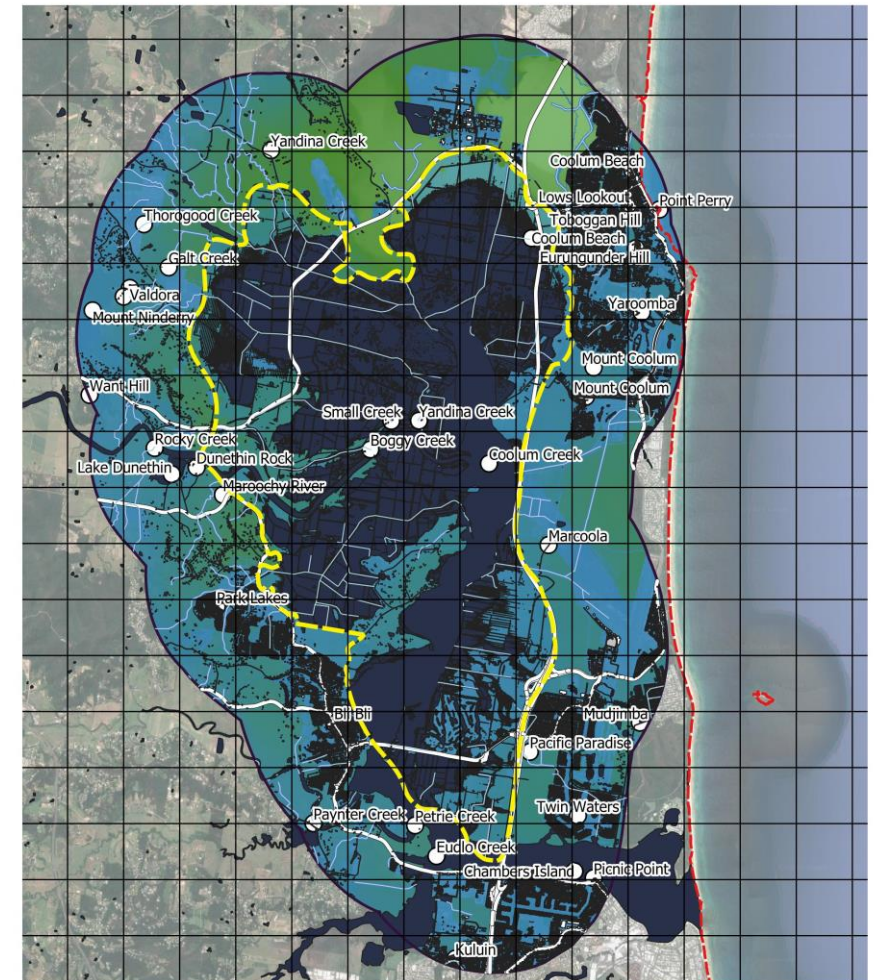 Yandina Creek
Coolum Beach
Lows Lookout
Point Perry
Thorogood Creek
Toboggan Hill
Coolum Beach
Galt Creek
Eurungunder Hill
Valdora
Yaroomba
Mount Ninderry
Mount Coolum
Want Hill
Mount Coolum
Small Creek
Yandina Creek
Rocky Creek
Boggy Creek
Dunethin Rock
Coolum Creek
Lake Dunethin
Maroochy River
Marcoola
Park Lakes
Bli Bli
Mudjimba
Pacific Paradise
Paynter Creek
Petrie Creek
Twin Waters
Eudlo Creek
Chambers Island
Picnic Point
Kuluin